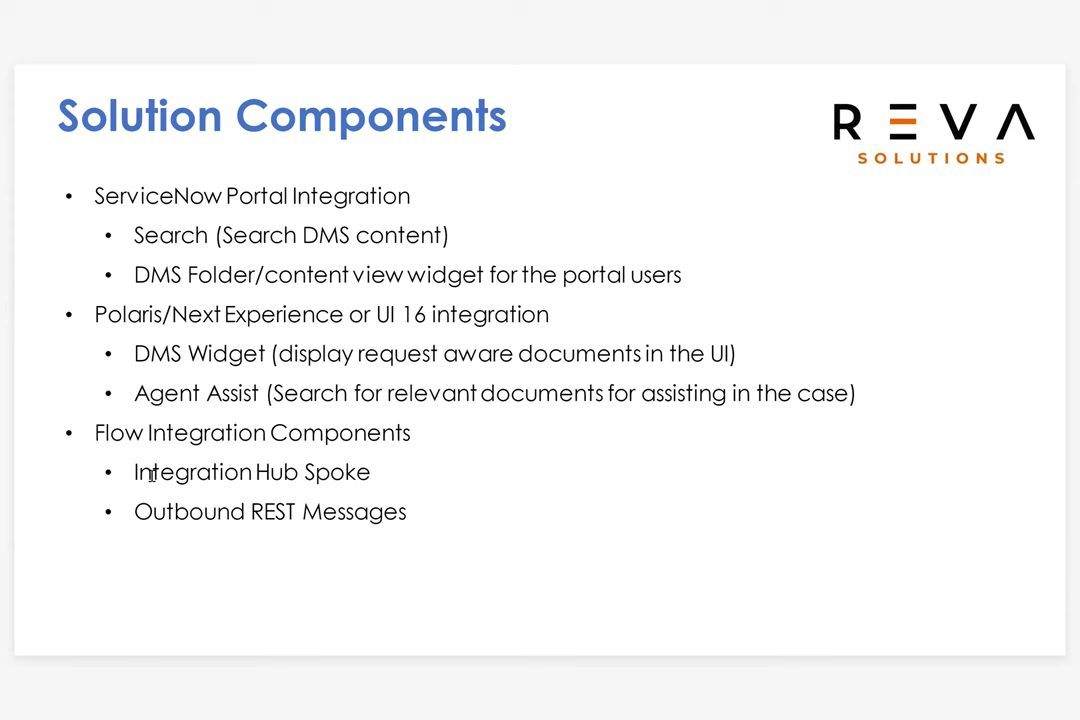 Solution Components
REVA
SOLUTIONS
• ServiceNow Portal Integration
• Search (Search DMS content)
• DMS Folder/content view widget for the portal users
• Polaris/Next Experience or UI 16 integration
• DMS Widget (display request aware documents in the UI)
• Agent Assist (Search for relevant documents for assisting in the case)
• Flow Integration Components
• Integration Hub Spoke
• Outbound REST Messages